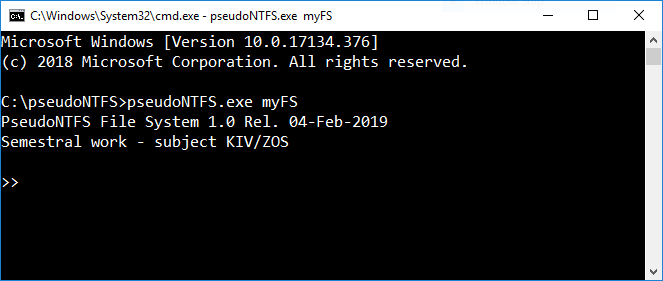 C:\Windows\System32\cmd.exe - pseudoNTFS.exe  myFS
Microsoft Windows [Version 10.0.17134.376]
(c) 2018 Microsoft Corporation. All rights reserved.
C:\pseudoNTFS>pseudoNTFS.exe myFS
PseudoNTFS File System 1.0 Rel. 04-Feb-2019
Semestral work - subject KIV/ZOS
>>